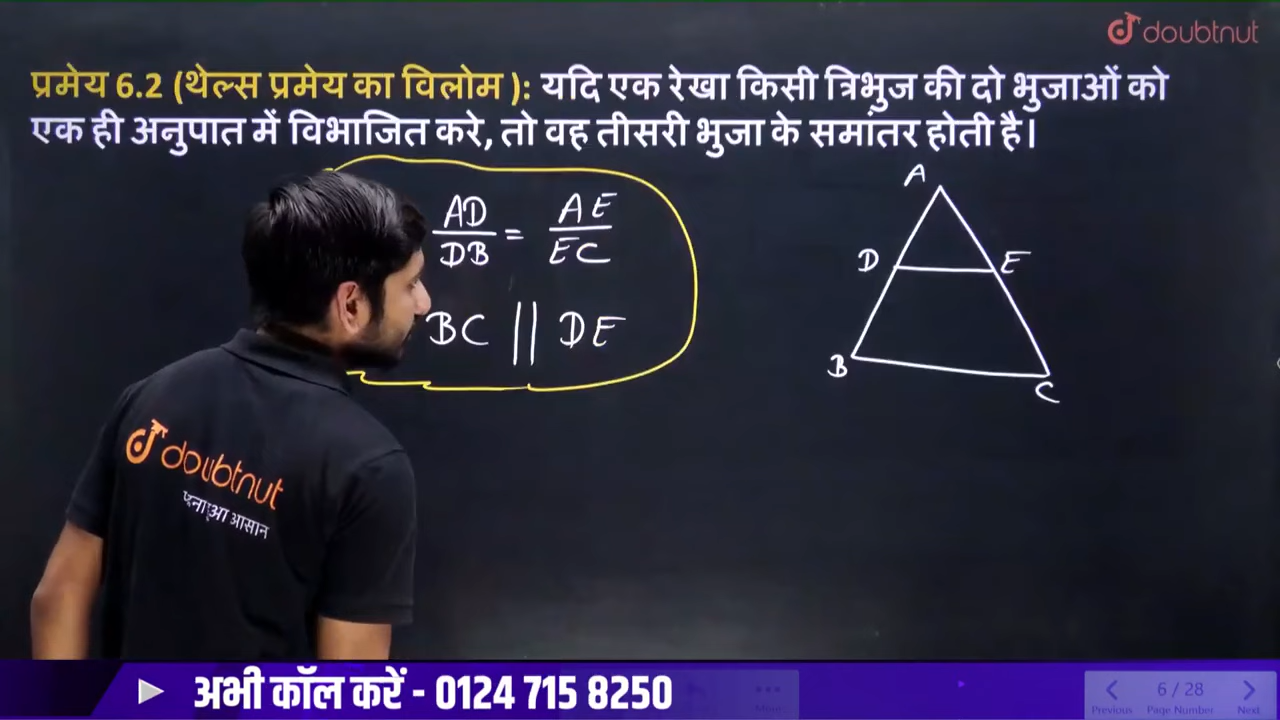 doubtnut
प्रमेय 6.2 (थेल्स प्रमेय का विलोम ): यदि एक रेखा किसी त्रिभुज की दो भुजाओं को
एक ही अनुपात में विभाजित करे, तो वह तीसरी भुजा के समांतर होती है।
AD/DB = AE/EC
BC || DE
A
D E
B
C
doubtnut
आसान
अभी कॉल करें - 0124 715 8250
6 / 28
Previous Page Number Next